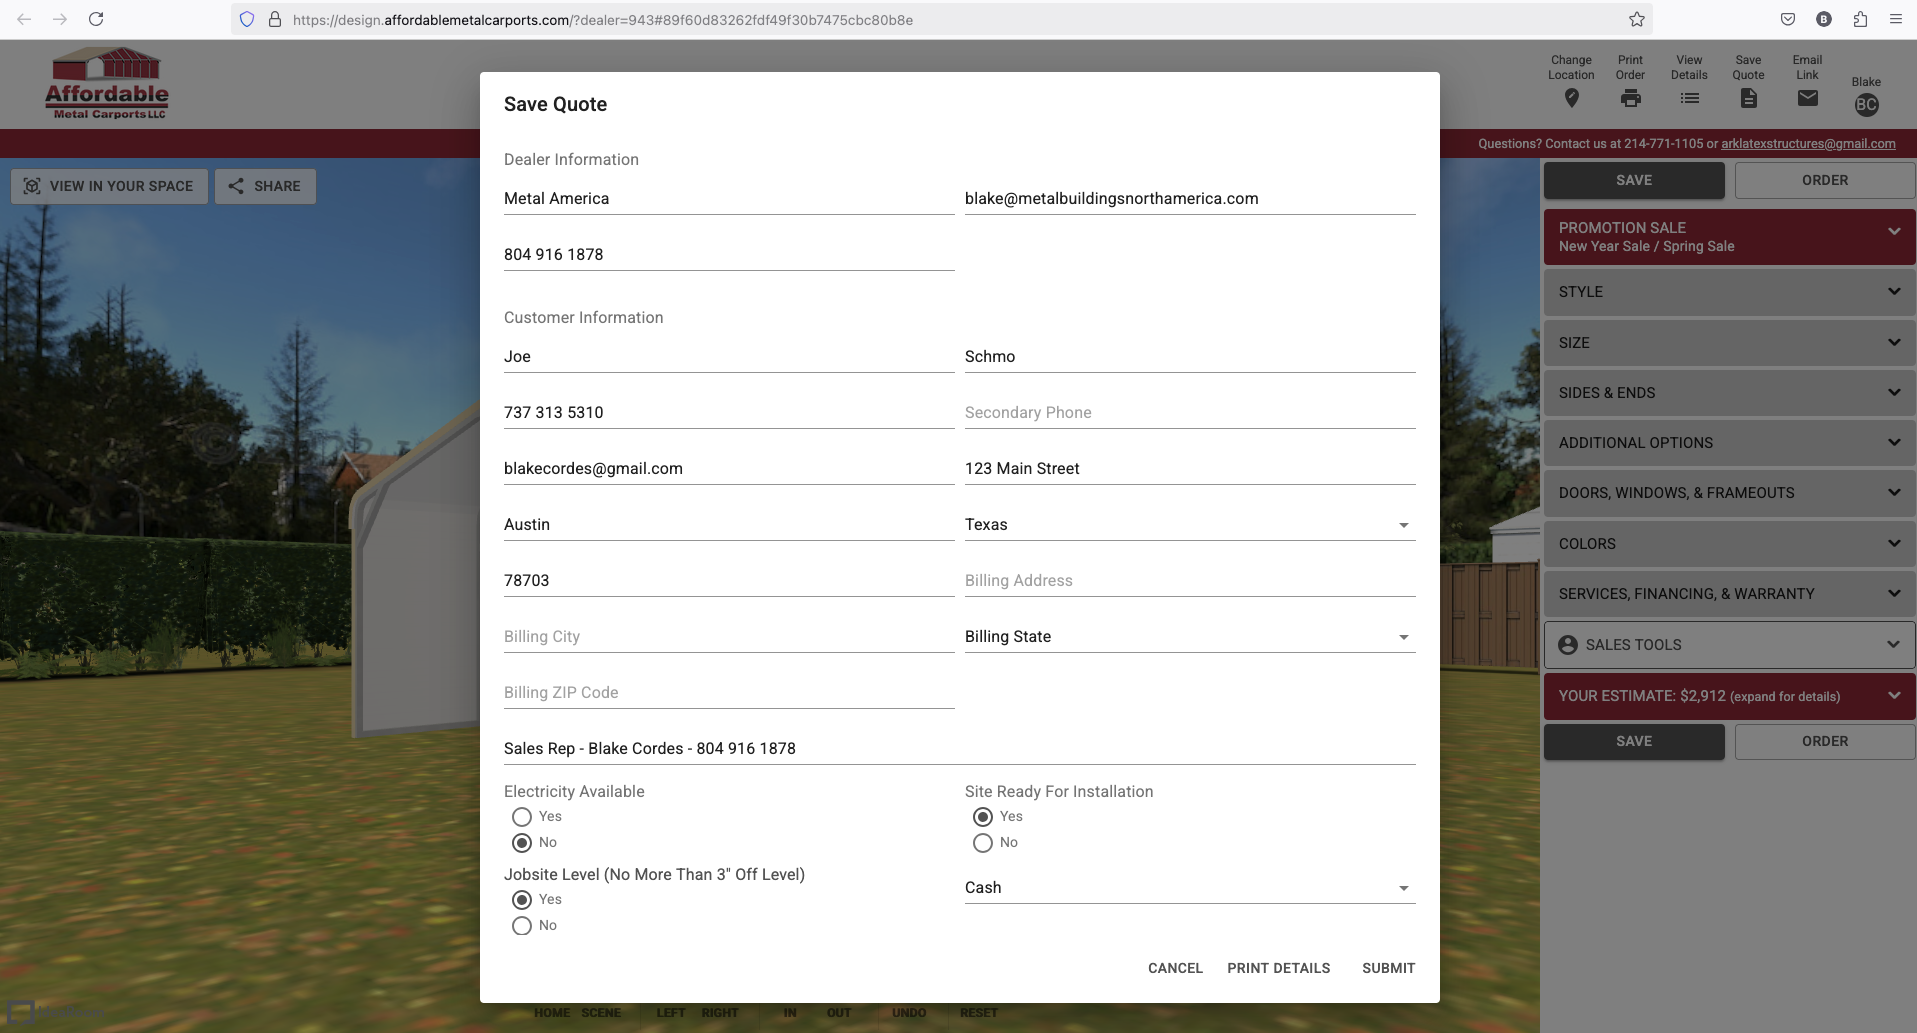 https://design.affordablemetalcarports.com/?dealer=943#89f60d83262fdf49f30b7475cbc80b8e
B
Affordable
Metal Carports LLC
Change Location
Print Order
View Details
Save Quote
Email Link
Blake
BC
Questions? Contact us at 214-771-1105 or arklatexstructures@gmail.com
VIEW IN YOUR SPACE
SHARE
Save Quote
Dealer Information
Metal America
blake@metalbuildingsnorthamerica.com
804 916 1878
Customer Information
Joe
Schmo
737 313 5310
Secondary Phone
blakecordes@gmail.com
123 Main Street
Austin
Texas
78703
Billing Address
Billing City
Billing State
Billing ZIP Code
Sales Rep - Blake Cordes - 804 916 1878
Electricity Available
Yes
No
Site Ready For Installation
Yes
No
Jobsite Level (No More Than 3" Off Level)
Yes
No
Cash
CANCEL
PRINT DETAILS
SUBMIT
SAVE
ORDER
PROMOTION SALE
New Year Sale / Spring Sale
STYLE
SIZE
SIDES & ENDS
ADDITIONAL OPTIONS
DOORS, WINDOWS, & FRAMEOUTS
COLORS
SERVICES, FINANCING, & WARRANTY
SALES TOOLS
YOUR ESTIMATE: $2,912 (expand for details)
SAVE
ORDER
HOME
SCENE
LEFT
RIGHT
IN
OUT
UNDO
RESET